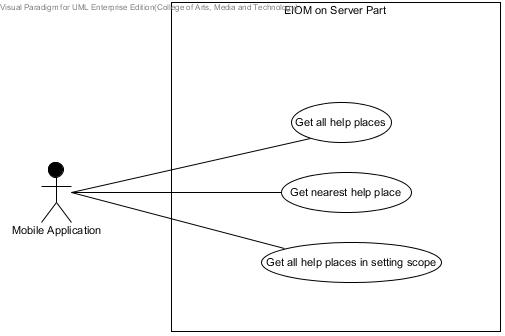 Visual Paradigm for UML Enterprise Edition(College of Arts, Media and Technology
EIOM on Server Part
Get all help places
Get nearest help place
Mobile Application
Get all help places in setting scope